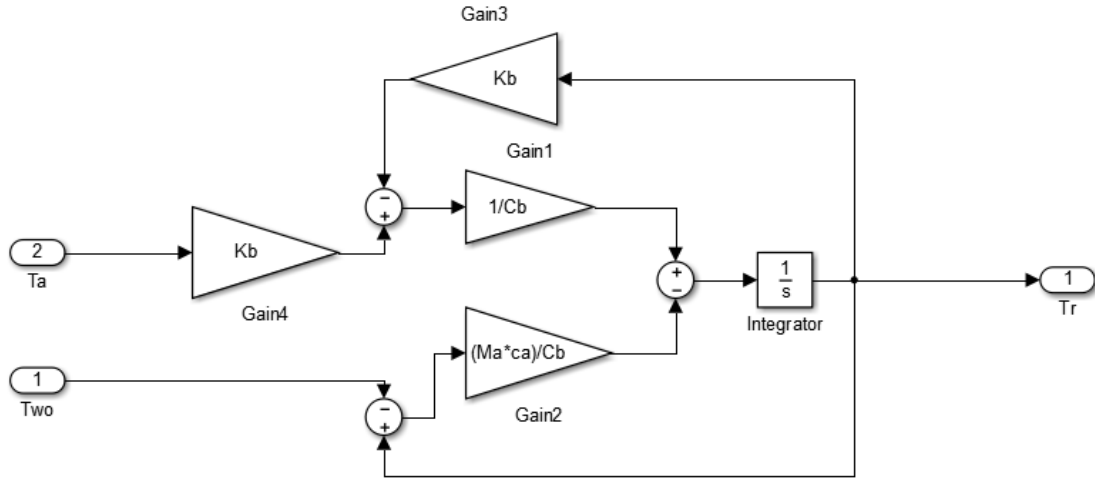 Gain3
Kb
Gain1
−
+
1/Cb
2
Ta
Kb
Gain4
+
−
1
s
Integrator
1
Tr
(Ma*ca)/Cb
Gain2
1
Two
−
+